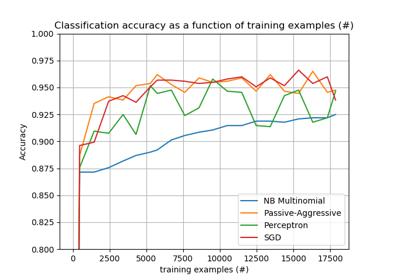 Classification accuracy as a function of training examples (#)
1.000
0.975
0.950
0.925
0.900
0.875
0.850
0.825
0.800
Accuracy
NB Multinomial
Passive-Aggressive
Perceptron
SGD
0 2500 5000 7500 10000 12500 15000 17500
training examples (#)